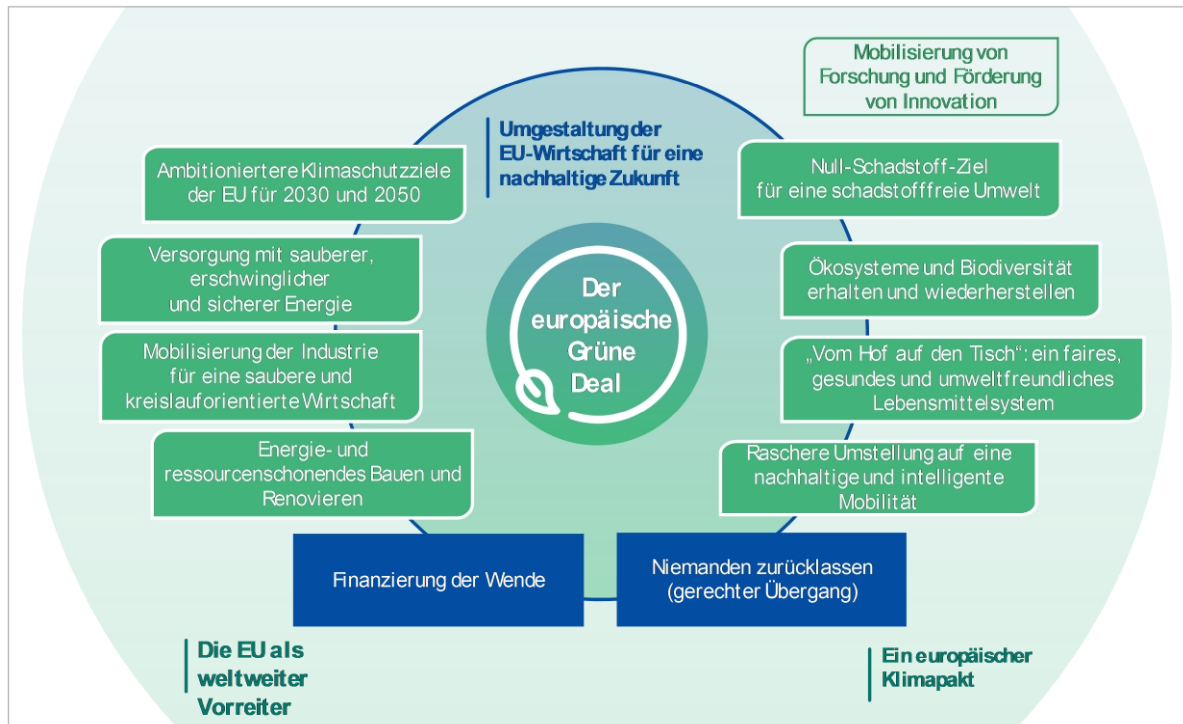 Mobilisierung von
Forschung und Förderung
von Innovation
Umgestaltung der
EU-Wirtschaft für eine
nachhaltige Zukunft
Ambitioniertere Klimaschutzziele
der EU für 2030 und 2050
Null-Schadstoff-Ziel
für eine schadstofffreie Umwelt
Versorgung mit sauberer,
erschwinglicher
und sicherer Energie
Ökosysteme und Biodiversität
erhalten und wiederherstellen
Der
europäische
Grüne
Deal
Mobilisierung der Industrie
für eine saubere und
kreislauforientierte Wirtschaft
„Vom Hof auf den Tisch“: ein faires,
gesundes und umweltfreundliches
Lebensmittelsystem
Energie- und
ressourcenschonendes Bauen und
Renovieren
Raschere Umstellung auf eine
nachhaltige und intelligente
Mobilität
Finanzierung der Wende
Niemanden zurücklassen
(gerechter Übergang)
Die EU als
weltweiter
Vorreiter
Ein europäischer
Klimapakt